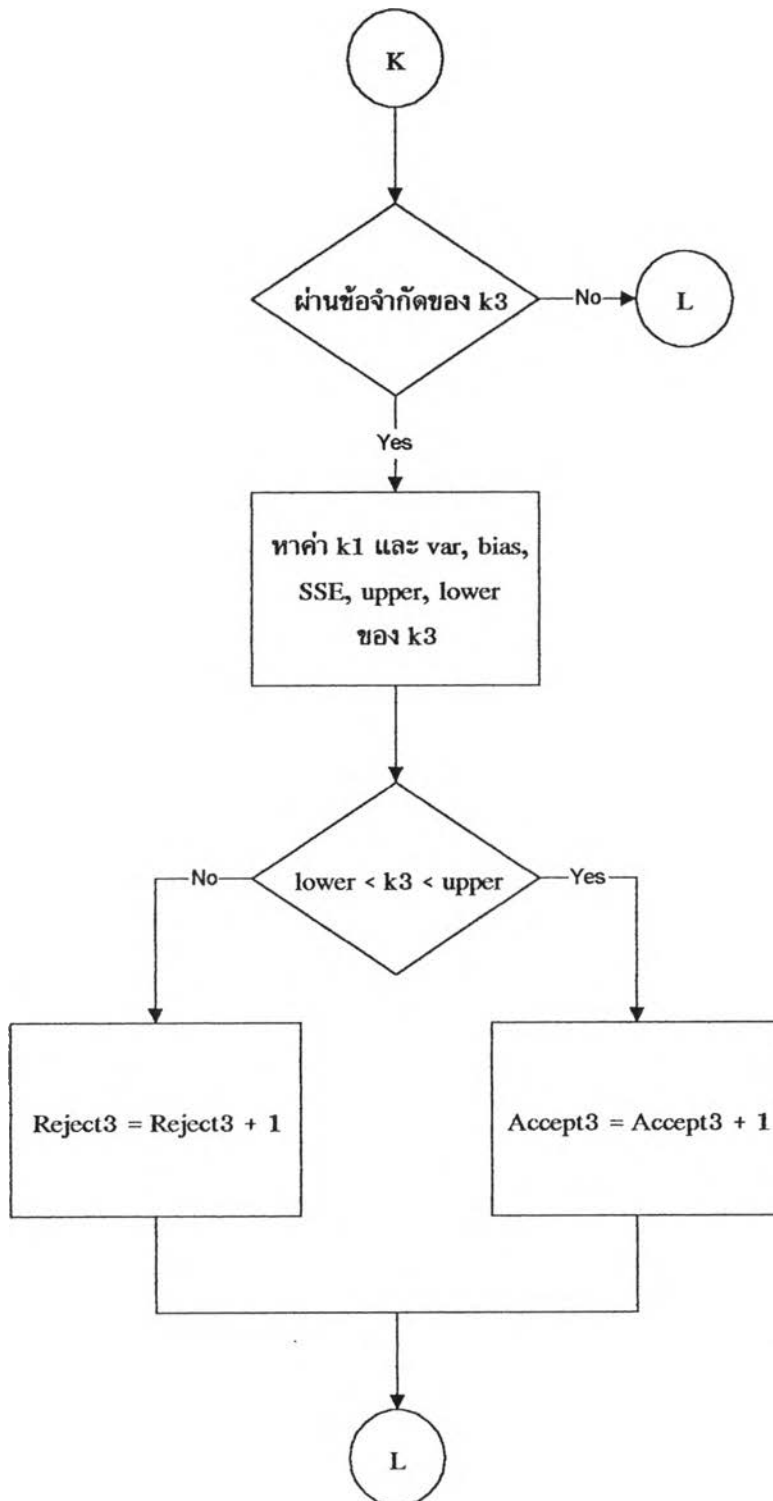 K
ผ่านข้อจำกัดของ k3
No
L
Yes
หาค่า k1 และ var, bias,
SSE, upper, lower
ของ k3
No
lower < k3 < upper
Yes
Reject3 = Reject3 + 1
Accept3 = Accept3 + 1
L